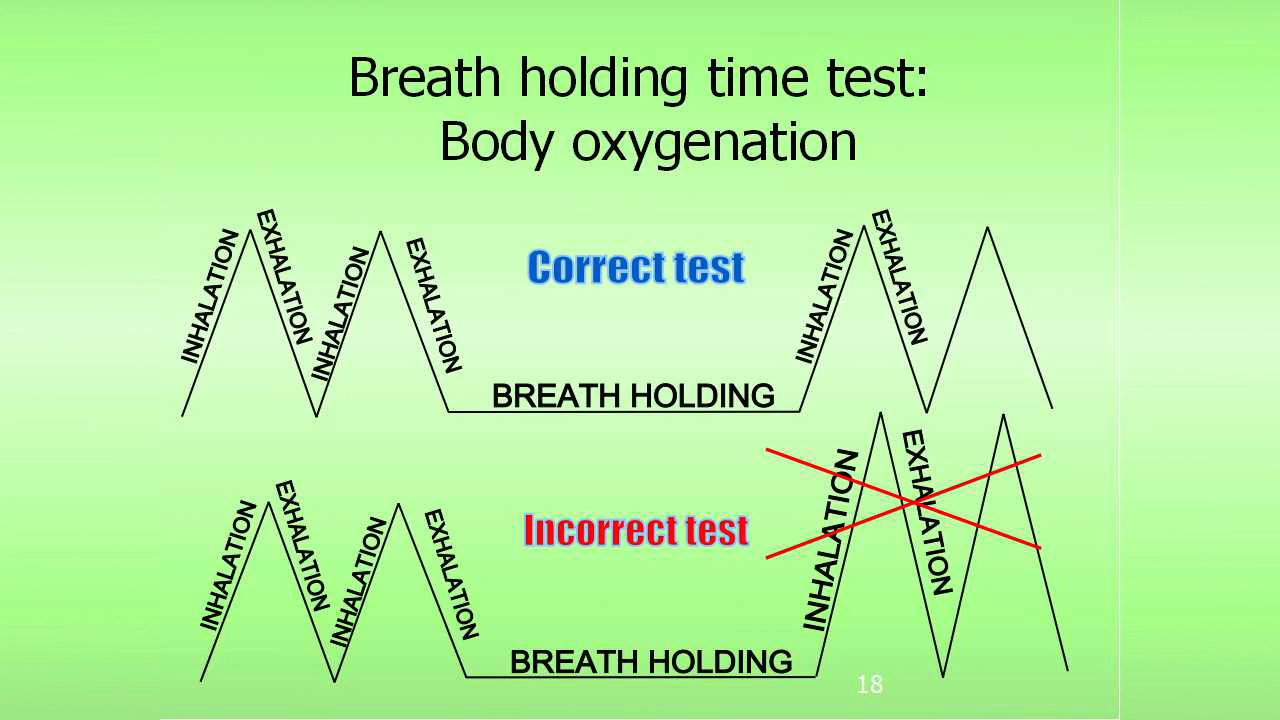 Breath holding time test:
Body oxygenation
INHALATION
EXHALATION
INHALATION
EXHALATION
Correct test
BREATH HOLDING
INHALATION
EXHALATION
INHALATION
EXHALATION
INHALATION
EXHALATION
Incorrect test
BREATH HOLDING
INHALATION
EXHALATION
18